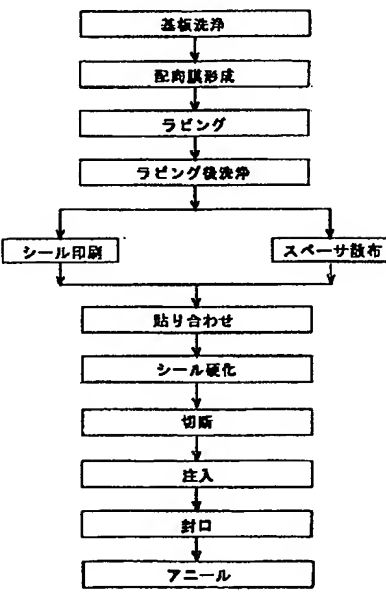 基板洗浄
配向膜形成
ラビング
ラビング後洗浄
シール印刷
スペーサ散布
貼り合わせ
シール硬化
切断
注入
封口
アニール